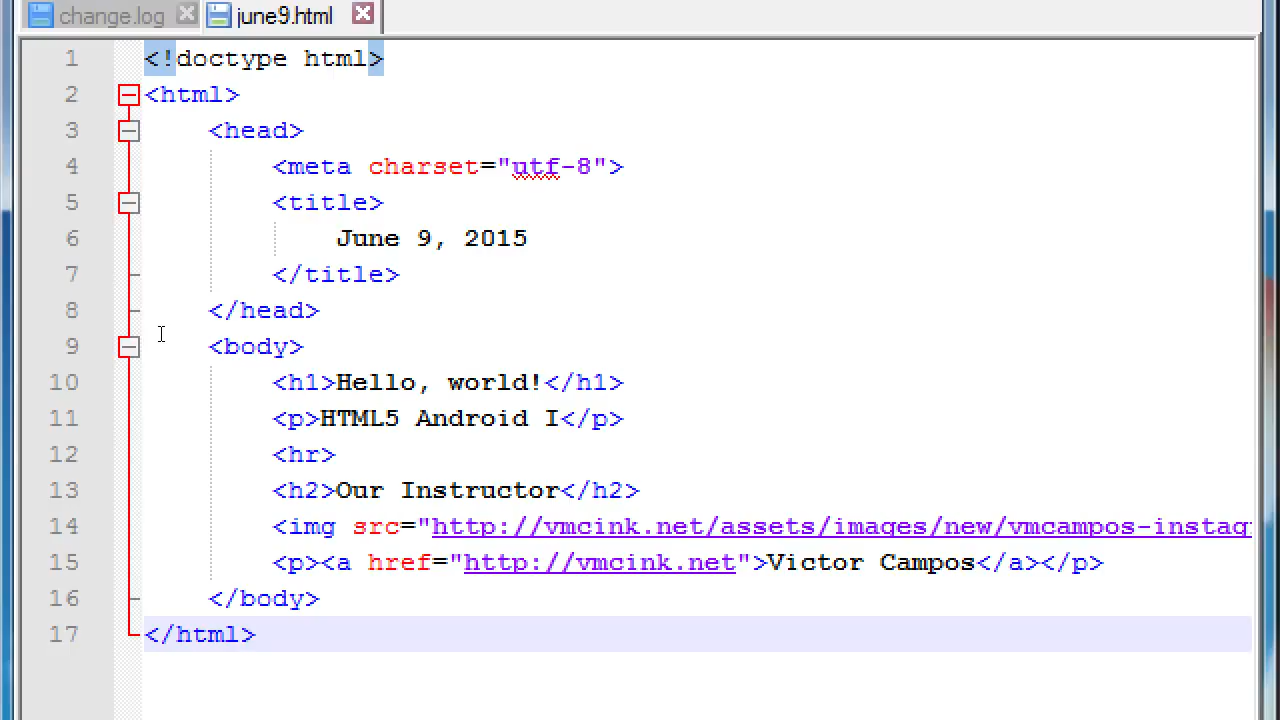 change.log june9.html
1 <!doctype html>
2 <html>
3 <head>
4 <meta charset="utf-8">
5 <title>
6 June 9, 2015
7 </title>
8 </head>
9 <body>
10 <h1>Hello, world!</h1>
11 <p>HTML5 Android I</p>
12 <hr>
13 <h2>Our Instructor</h2>
14 <img src="http://vmcink.net/assets/images/new/vmcampos-instag
15 <p><a href="http://vmcink.net">Victor Campos</a></p>
16 </body>
17 </html>